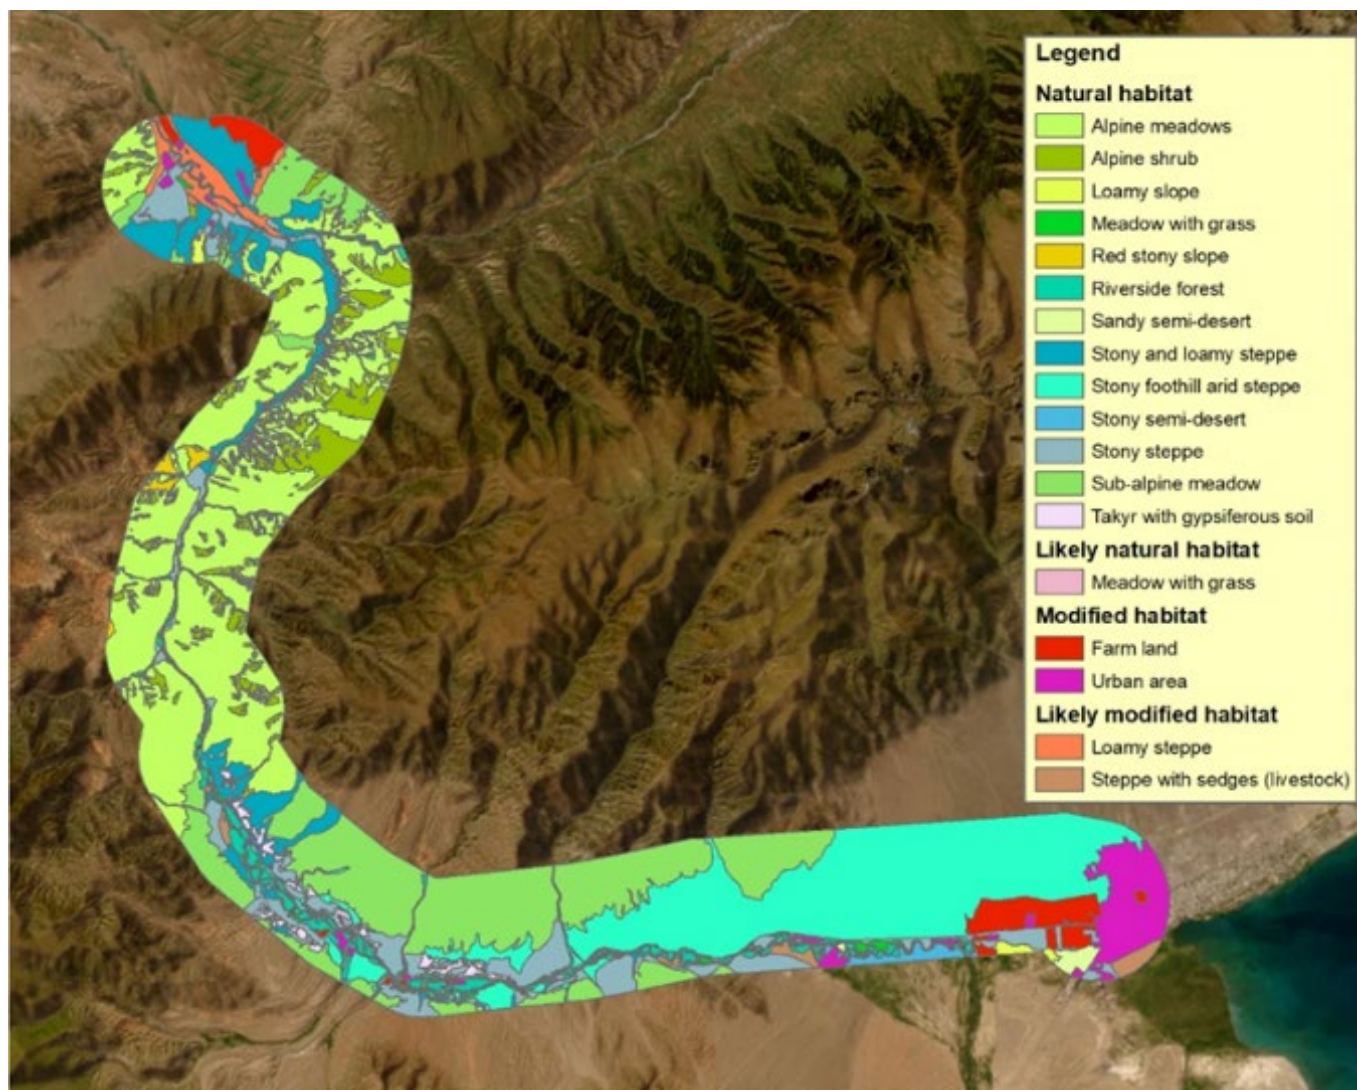 Legend
Natural habitat
Alpine meadows
Alpine shrub
Loamy slope
Meadow with grass
Red stony slope
Riverside forest
Sandy semi-desert
Stony and loamy steppe
Stony foothill arid steppe
Stony semi-desert
Stony steppe
Sub-alpine meadow
Takyr with gypsiferous soil
Likely natural habitat
Meadow with grass
Modified habitat
Farm land
Urban area
Likely modified habitat
Loamy steppe
Steppe with sedges (livestock)